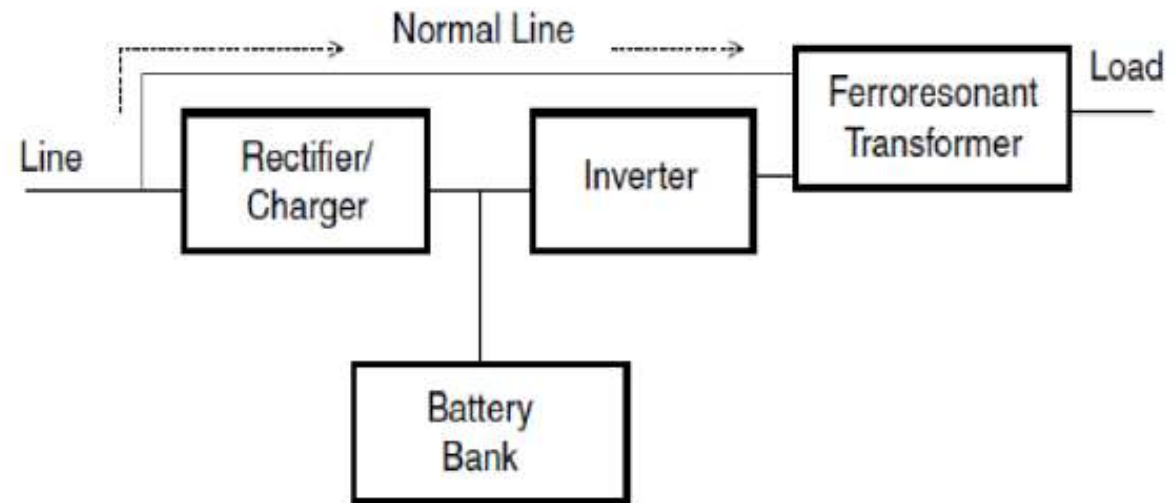 Normal Line
Line
Rectifier/
Charger
Inverter
Ferroresonant
Transformer
Load
Battery
Bank